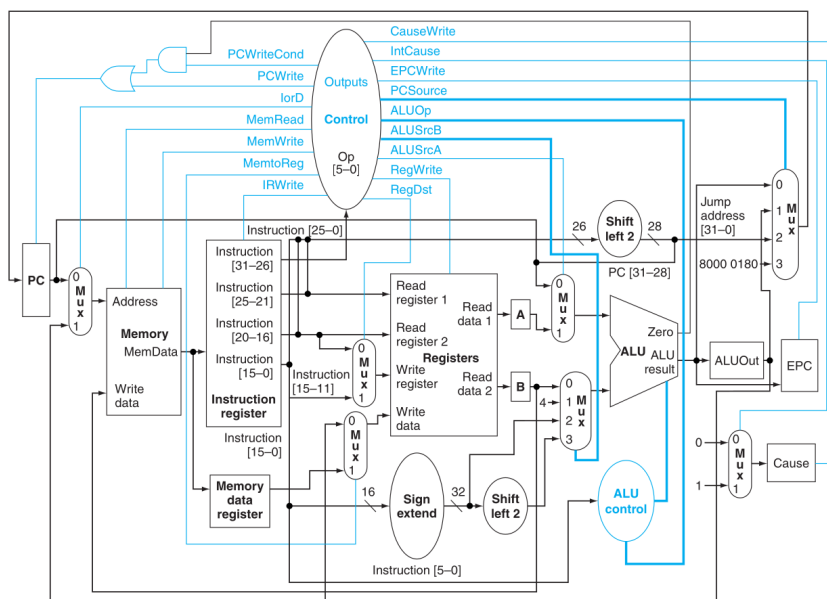 CauseWrite
IntCause
EPCWrite
PCSource
ALUOp
ALUSrcB
ALUSrcA
RegWrite
RegDst
PCWriteCond
PCWrite
IorD
MemRead
MemWrite
MemtoReg
IRWrite
Outputs
Control
Op
[5–0]
Instruction [25–0]
26
Shift
left 2
28
Jump
address
[31–0]
PC [31–28]
0
1
2
3
Mux
8000 0180
PC
0
Mux
1
Address
Memory
MemData
Write
data
Instruction
[31–26]
Instruction
[25–21]
Instruction
[20–16]
Instruction
[15–0]
Instruction
register
Instruction
[15–0]
Memory
data
register
Instruction
[15–11]
0
Mux
1
0
Mux
1
Read
register 1
Read
register 2
Registers
Write
register
Write
data
Read
data 1
Read
data 2
A
B
0
Mux
1
4
0
1
2
3
Mux
Zero
ALU
ALU
result
ALUOut
EPC
0
1
0
Mux
1
Cause
16
Sign
extend
32
Shift
left 2
ALU
control
Instruction [5–0]